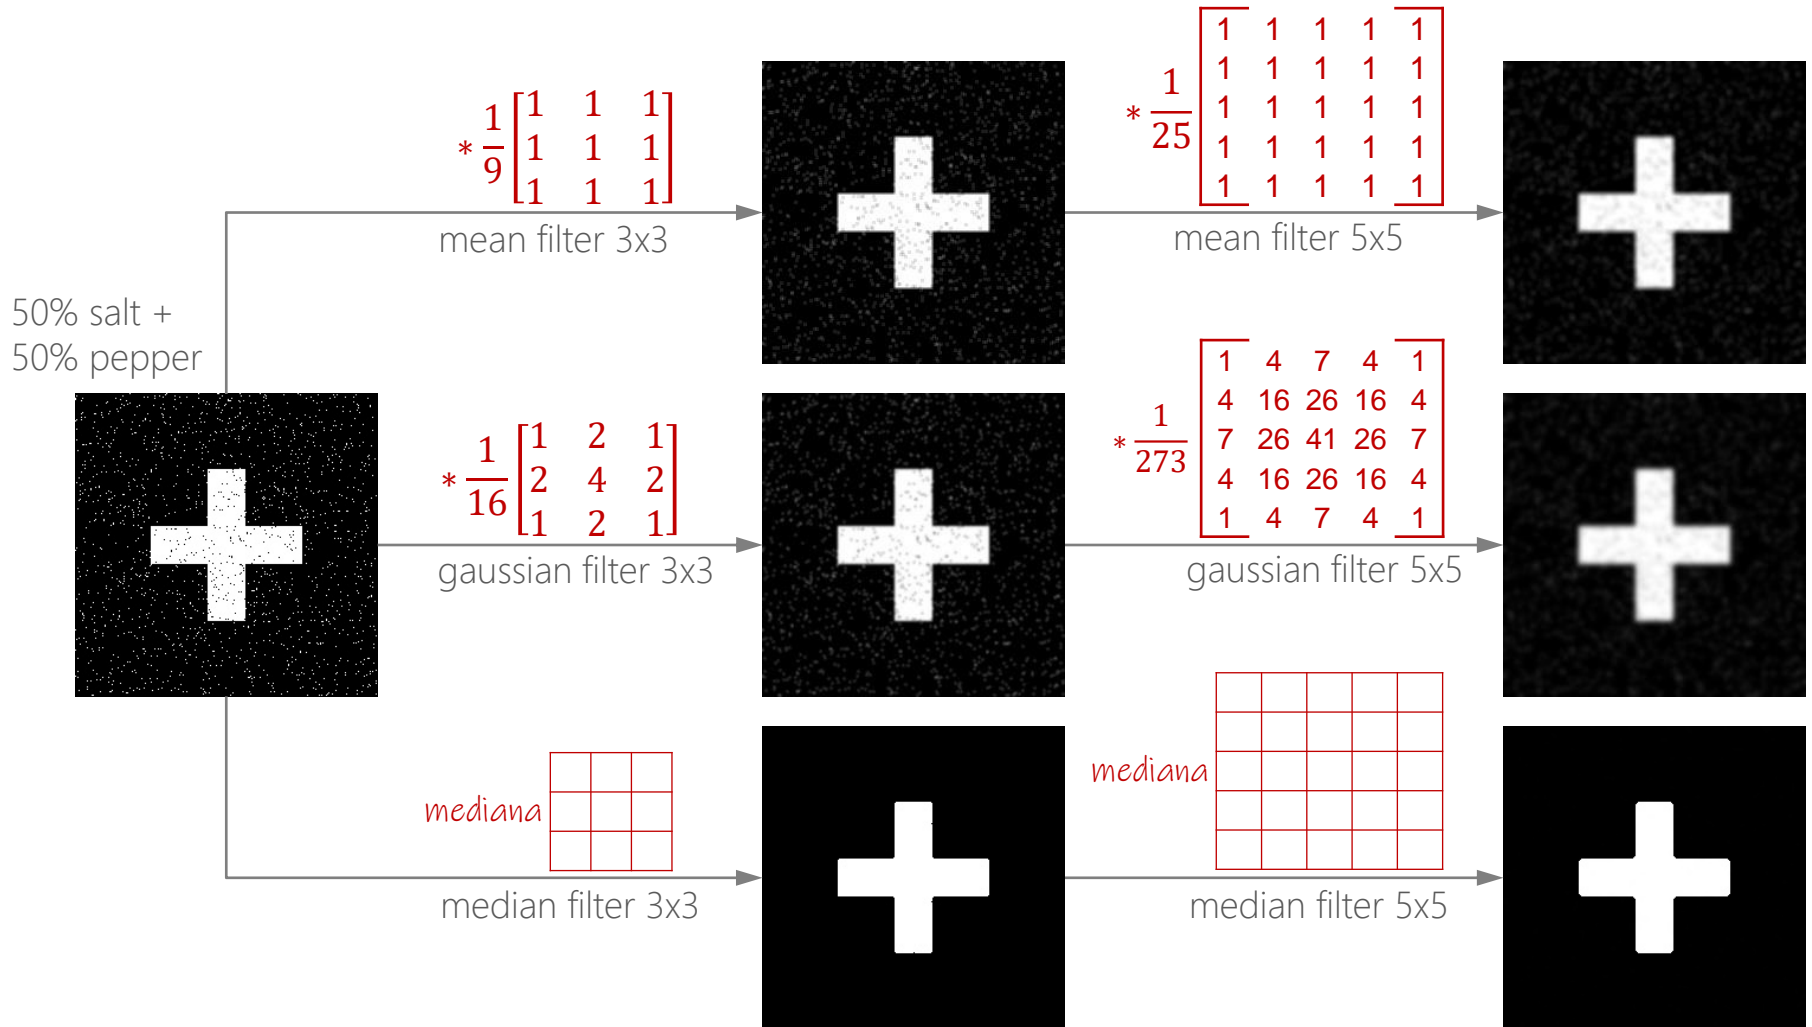 50% salt +
50% pepper
* 1/9 [1 1 1
1 1 1
1 1 1]
mean filter 3x3
* 1/25 [1 1 1 1 1
1 1 1 1 1
1 1 1 1 1
1 1 1 1 1
1 1 1 1 1]
mean filter 5x5
* 1/16 [1 2 1
2 4 2
1 2 1]
gaussian filter 3x3
* 1/273 [1 4 7 4 1
4 16 26 16 4
7 26 41 26 7
4 16 26 16 4
1 4 7 4 1]
gaussian filter 5x5
mediana
median filter 3x3
mediana
median filter 5x5